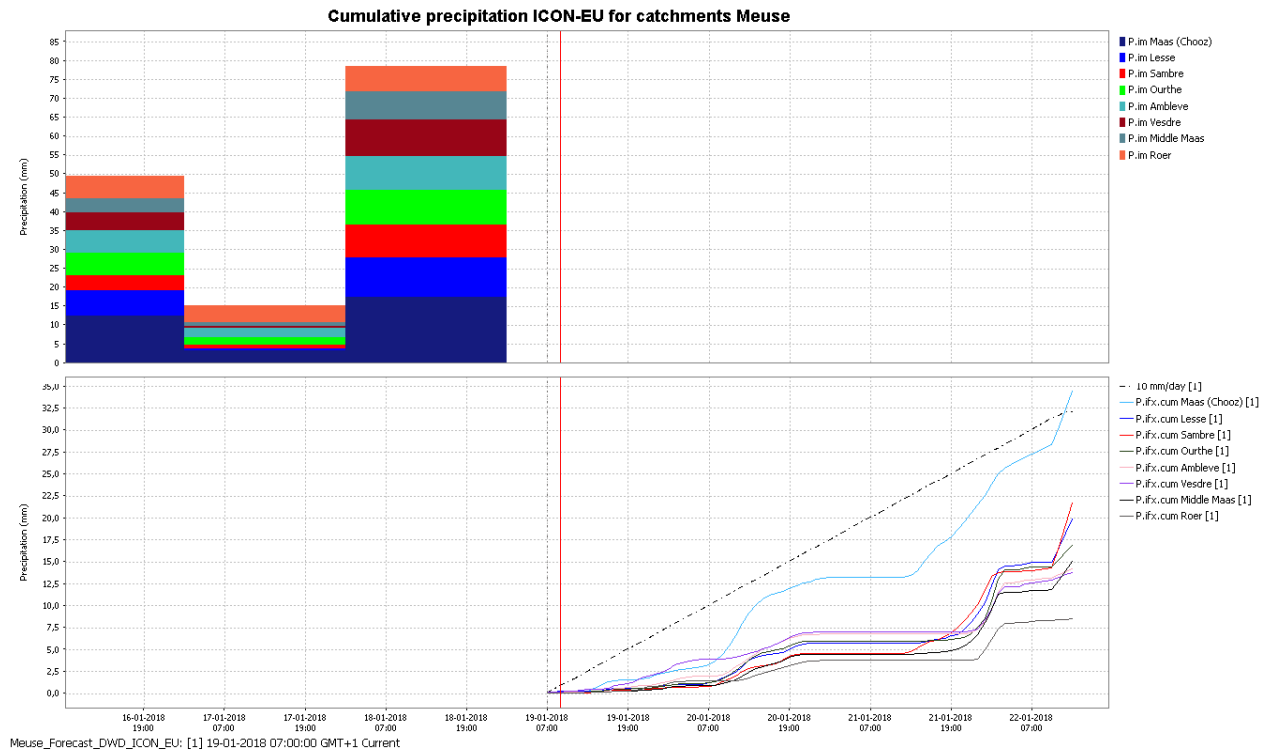 Cumulative precipitation ICON-EU for catchments Meuse
85
80
75
70
65
60
55
50
45
40
35
30
25
20
15
10
5
0
Precipitation (mm)
P.im Maas (Chooz)
P.im Lesse
P.im Sambre
P.im Ourthe
P.im Ambleve
P.im Vesdre
P.im Middle Maas
P.im Roer
35,0
32,5
30,0
27,5
25,0
22,5
20,0
17,5
15,0
12,5
10,0
7,5
5,0
2,5
0,0
Precipitation (mm)
10 mm/day [1]
P.ifx.cum Maas (Chooz) [1]
P.ifx.cum Lesse [1]
P.ifx.cum Sambre [1]
P.ifx.cum Ourthe [1]
P.ifx.cum Ambleve [1]
P.ifx.cum Vesdre [1]
P.ifx.cum Middle Maas [1]
P.ifx.cum Roer [1]
16-01-2018 17-01-2018 17-01-2018 18-01-2018 18-01-2018 19-01-2018 19-01-2018 20-01-2018 20-01-2018 21-01-2018 21-01-2018 22-01-2018
19:00 07:00 19:00 07:00 19:00 07:00 19:00 07:00 19:00 07:00 19:00 07:00
Meuse_Forecast_DWD_ICON_EU: [1] 19-01-2018 07:00:00 GMT+1 Current